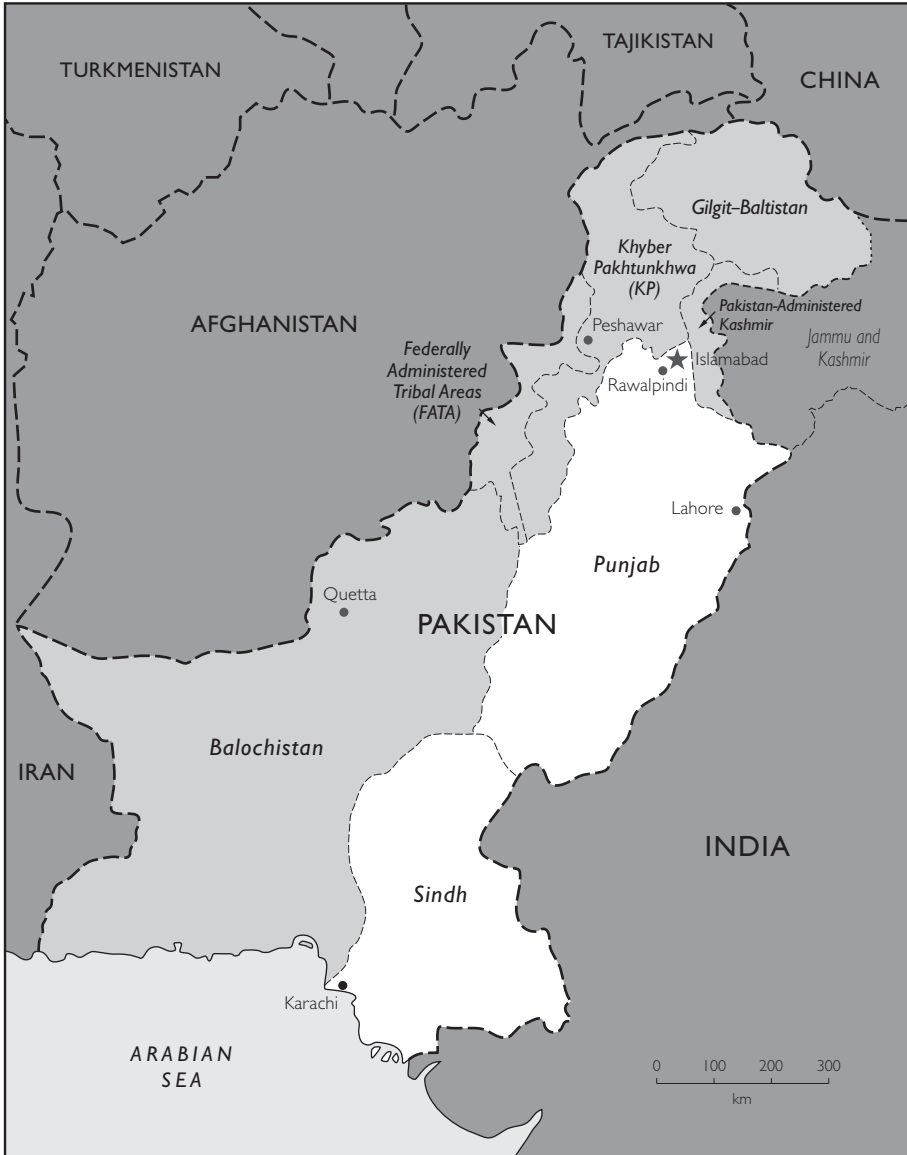 TURKMENISTAN
TAJIKISTAN
CHINA
Gilgit–Baltistan
Khyber
Pakhtunkhwa
(KP)
Pakistan-Administered
Kashmir
AFGHANISTAN
Peshawar
Jammu and
Kashmir
Federally
Administered
Tribal Areas
(FATA)
Islamabad
Rawalpindi
Lahore
Punjab
Quetta
PAKISTAN
Balochistan
IRAN
INDIA
Sindh
Karachi
ARABIAN
SEA
0 100 200 300
km